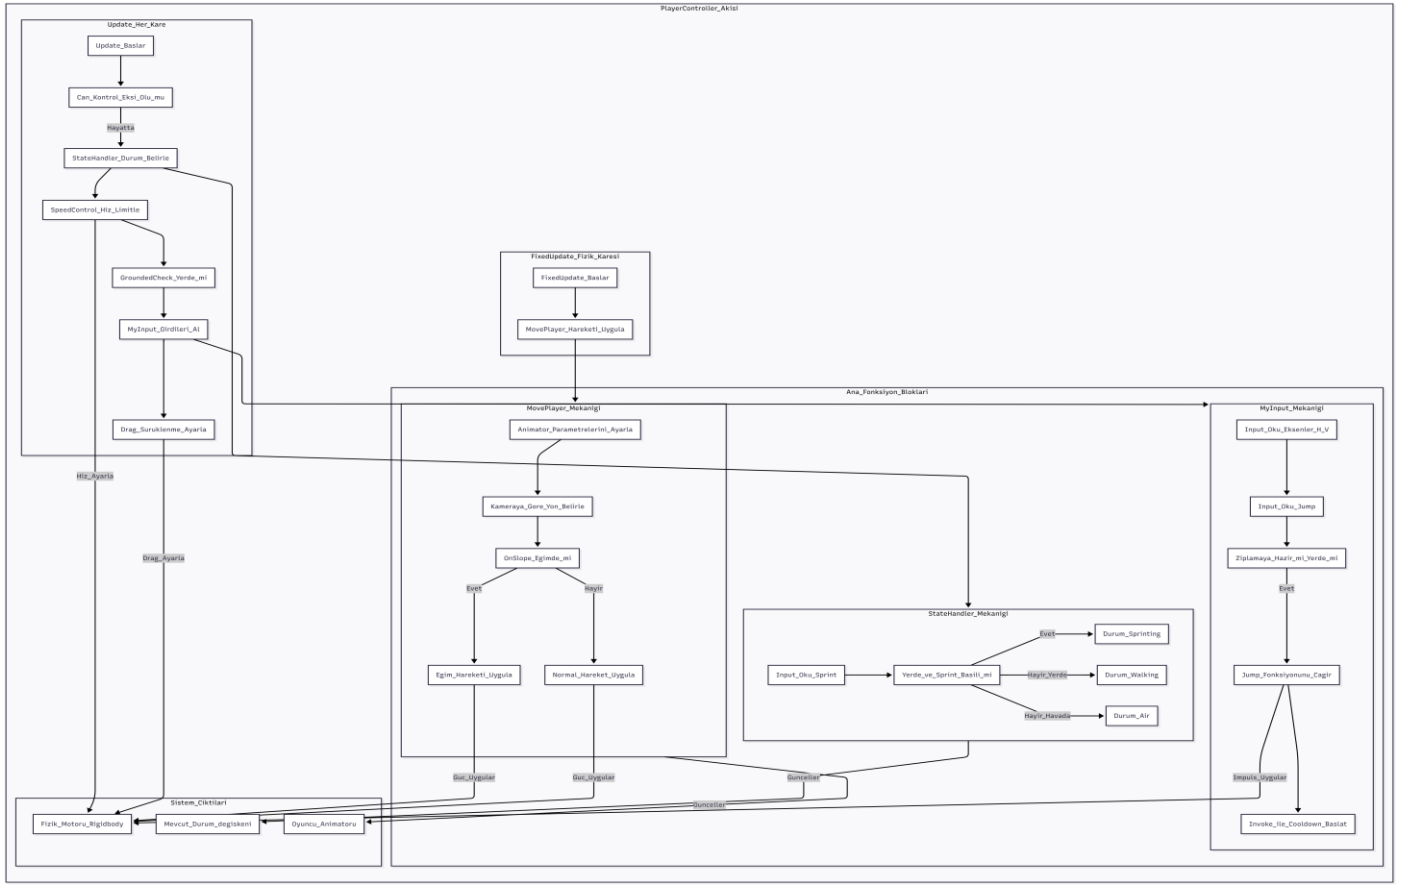 PlayerController_Akisi
Update_Her_Kare
Update_Baslar
Can_Kontrol_Eksi_Olu_mu
Hayatta
StateHandler_Durum_Belirle
SpeedControl_Hiz_Limitle
GroundedCheck_Yerde_mi
MyInput_Girdileri_Al
Drag_Suruklenme_Ayarla
Hiz_Ayarla
Drag_Ayarla
FixedUpdate_Fizik_Karesi
FixedUpdate_Baslar
MovePlayer_Hareketi_Uygula
Ana_Fonksiyon_Bloklari
MovePlayer_Mekanigi
Animator_Parametrelerini_Ayarla
Kameraya_Gore_Yon_Belirle
OnSlope_Egimde_mi
Evet
Hayir
Egim_Hareketi_Uygula
Normal_Hareket_Uygula
Guc_Uygular
Guc_Uygular
StateHandler_Mekanigi
Input_Oku_Sprint
Yerde_ve_Sprint_Basili_mi
Evet
Hayir_Yerde
Hayir_Havada
Durum_Sprinting
Durum_Walking
Durum_Air
Gunceller
Gunceller
MyInput_Mekanigi
Input_Oku_Eksenler_H_V
Input_Oku_Jump
Ziplamaya_Hazir_mi_Yerde_mi
Evet
Jump_Fonksiyonunu_Cagir
Impuls_Uygular
Invoke_ile_Cooldown_Baslat
Sistem_Ciktilari
Fizik_Motoru_Rigidbody
Mevcut_Durum_degiskeni
Oyuncu_Animatoru